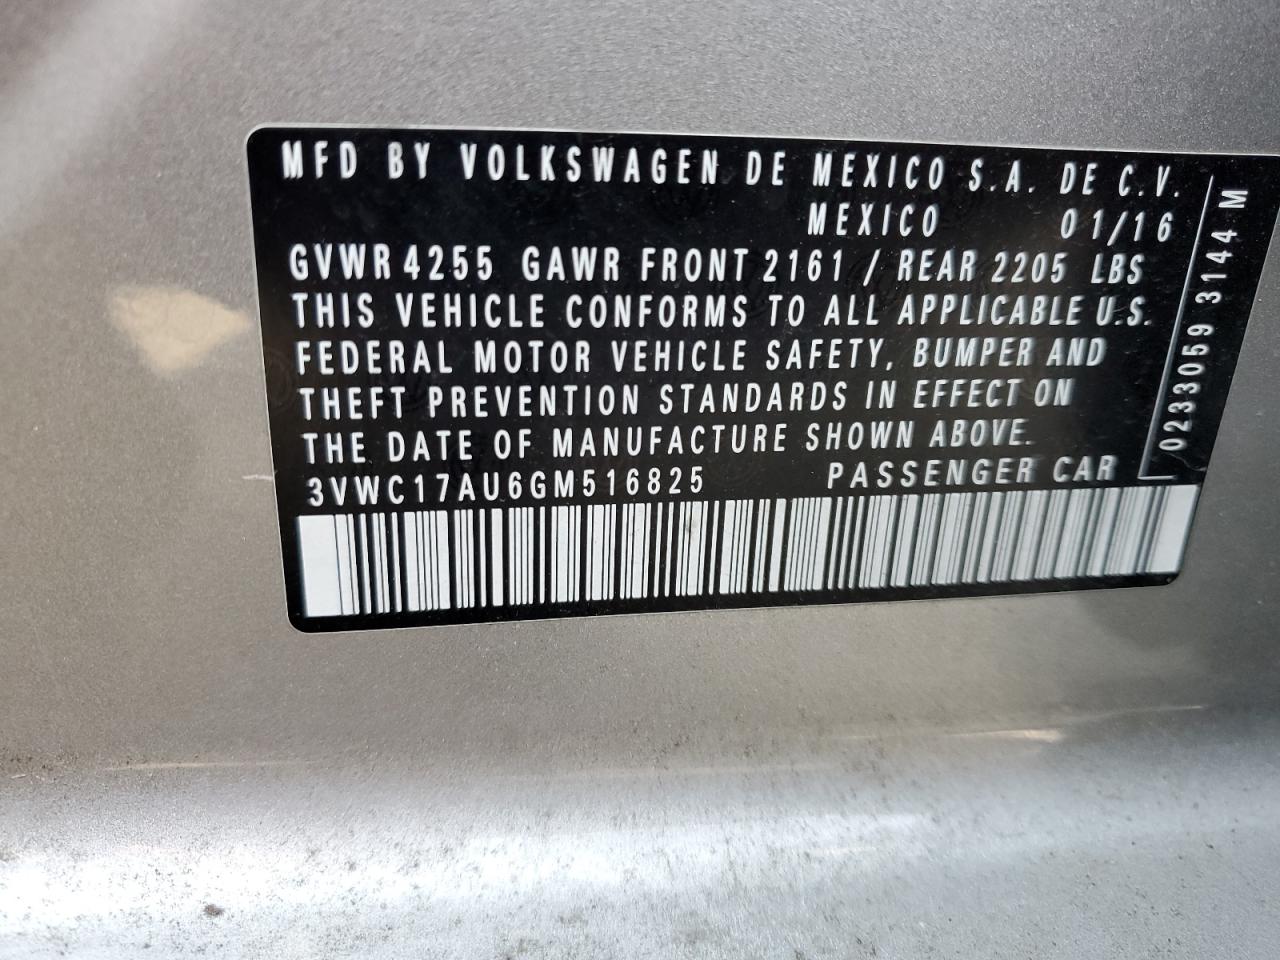 MFD BY VOLKSWAGEN DE MEXICO S.A. DE C.V.
MEXICO 01/16
GVWR 4255 GAWR FRONT 2161 / REAR 2205 LBS
THIS VEHICLE CONFORMS TO ALL APPLICABLE U.S.
FEDERAL MOTOR VEHICLE SAFETY, BUMPER AND
THEFT PREVENTION STANDARDS IN EFFECT ON
THE DATE OF MANUFACTURE SHOWN ABOVE.
3VWC17AU6GM516825 PASSENGER CAR
0233059 3144 M